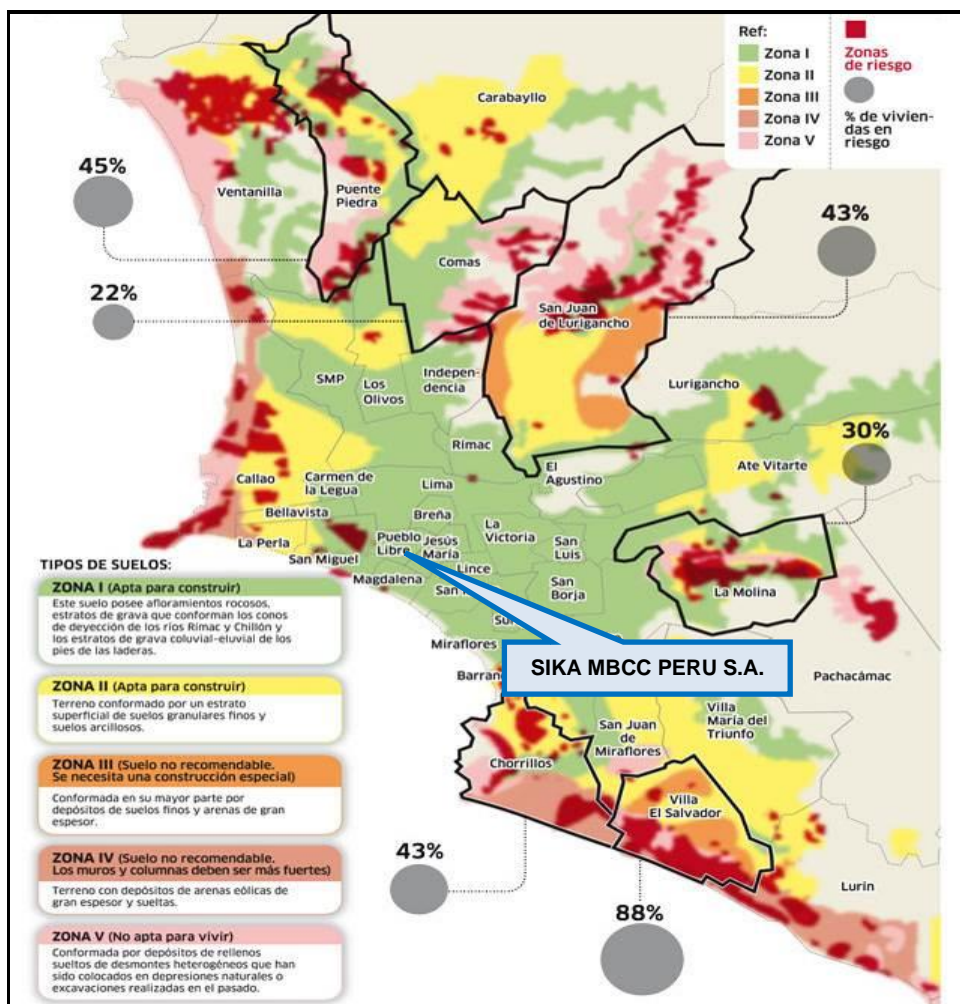 Ref:
Zona I
Zona II
Zona III
Zona IV
Zona V
Zonas
de riesgo
% de vivien-
das en
riesgo
Carabayllo
45%
Ventanilla
Puente
Piedra
43%
Comas
22%
San Juan
de Lurigancho
SMP
Los
Olivos
Indepen-
dencia
Lurigancho
30%
Rímac
El
Agustino
Ate Vitarte
Callao
Carmen de
la Legua
Lima
Bellavista
Breña
La
Victoria
San
Luis
La Perla
San Miguel
Pueblo
Libre
Jesús
María
Magdalena
Lince
San
Borja
La Molina
Miraflores
SIKA MBCC PERU S.A.
Pachacámac
Villa
María del
Triunfo
San Juan
de
Miraflores
Chorrillos
Villa
El Salvador
43%
88%
Lurín
TIPOS DE SUELOS:
ZONA I (Apta para construir)
Este suelo posee afloramientos rocosos,
estratos de grava que conforman los conos
de deyección de los ríos Rímac y Chillón y
los estratos de grava coluvial-eluvial de los
pies de las laderas.
ZONA II (Apta para construir)
Terreno conformado por un estrato
superficial de suelos granulares finos y
suelos arcillosos.
ZONA III (Suelo no recomendable.
Se necesita una construcción especial)
Conformada en su mayor parte por
depósitos de suelos finos y arenas de gran
espesor.
ZONA IV (Suelo no recomendable.
Los muros y columnas deben ser más fuertes)
Terreno con depósitos de arenas eólicas de
gran espesor y sueltas.
ZONA V (No apta para vivir)
Conformada por depósitos de rellenos
sueltos de desmontes heterogéneos que han
sido colocados en depresiones naturales o
excavaciones realizadas en el pasado.